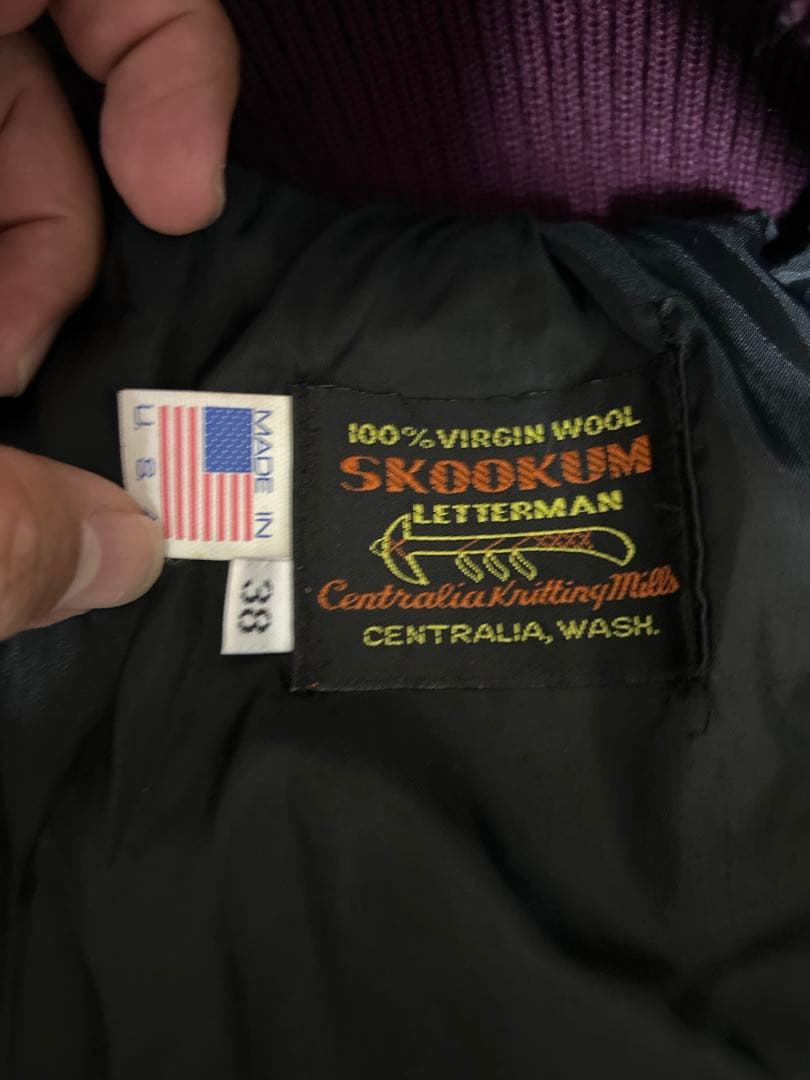 100% VIRGIN WOOL
SKOOKUM
LETTERMAN
Centralia Knitting Mills
CENTRALIA, WASH.
MADE IN
U.S.A
38